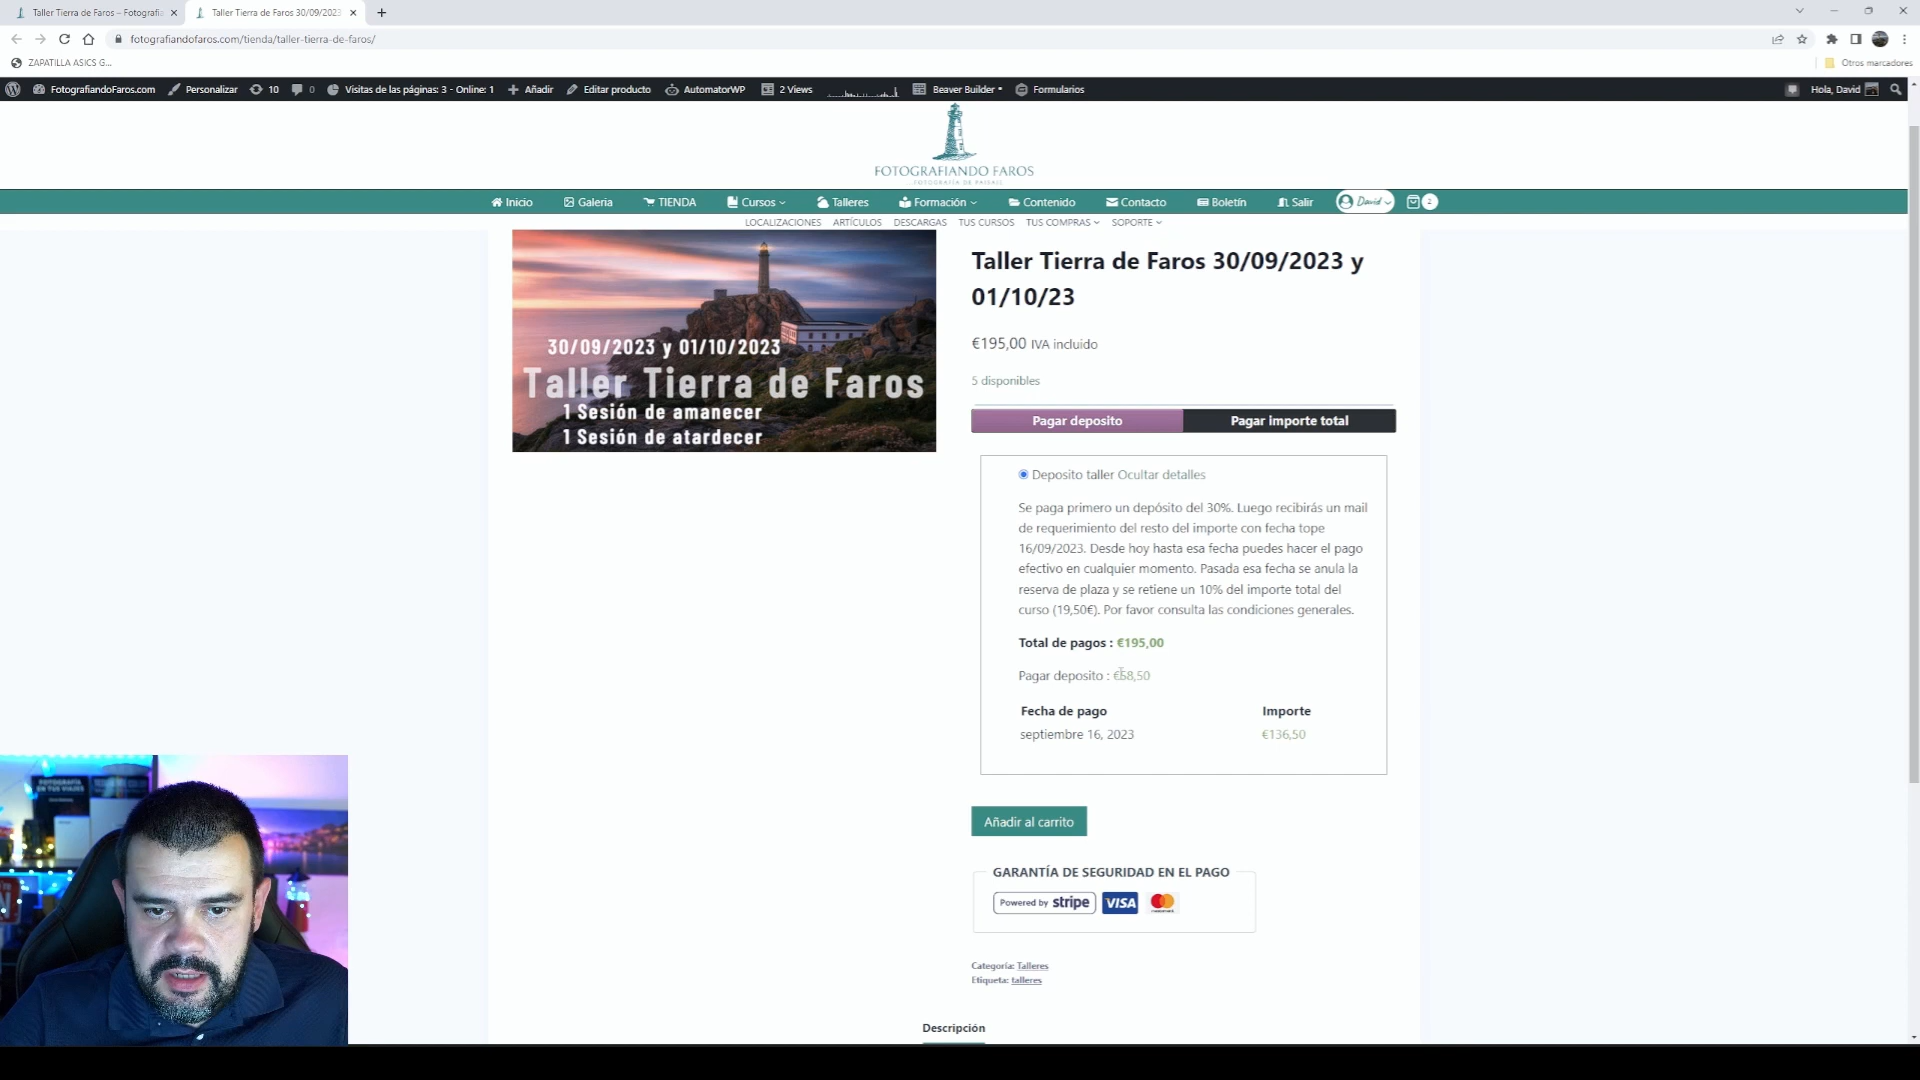 Taller Tierra de Faros – Fotografia
Taller Tierra de Faros 30/09/2023
fotografiandofaros.com/tienda/taller-tierra-de-faros/
ZAPATILLA ASICS G...
Otros marcadores
FotografiandoFaros.com
Personalizar
10
0
Visitas de las páginas: 3 - Online: 1
Añadir
Editar producto
AutomatorWP
2 Views
Beaver Builder
Formularios
Hola, David
FOTOGRAFIANDO FAROS
FOTOGRAFÍA DE PAISAJE
Inicio
Galeria
TIENDA
Cursos
Talleres
Formación
Contenido
Contacto
Boletín
Salir
David
2
LOCALIZACIONES
ARTÍCULOS
DESCARGAS
TUS CURSOS
TUS COMPRAS
SOPORTE
30/09/2023 y 01/10/2023
Taller Tierra de Faros
1 Sesión de amanecer
1 Sesión de atardecer
Taller Tierra de Faros 30/09/2023 y
01/10/23
€195,00 IVA incluido
5 disponibles
Pagar deposito
Pagar importe total
Deposito taller Ocultar detalles
Se paga primero un depósito del 30%. Luego recibirás un mail
de requerimiento del resto del importe con fecha tope
16/09/2023. Desde hoy hasta esa fecha puedes hacer el pago
efectivo en cualquier momento. Pasada esa fecha se anula la
reserva de plaza y se retiene un 10% del importe total del
curso (19,50€). Por favor consulta las condiciones generales.
Total de pagos : €195,00
Pagar deposito : €58,50
Fecha de pago
Importe
septiembre 16, 2023
€136,50
Añadir al carrito
GARANTÍA DE SEGURIDAD EN EL PAGO
Powered by stripe
VISA
Categoría: Talleres
Etiqueta: talleres
Descripción
FOTOGRAFÍA
EN TUS VIAJES